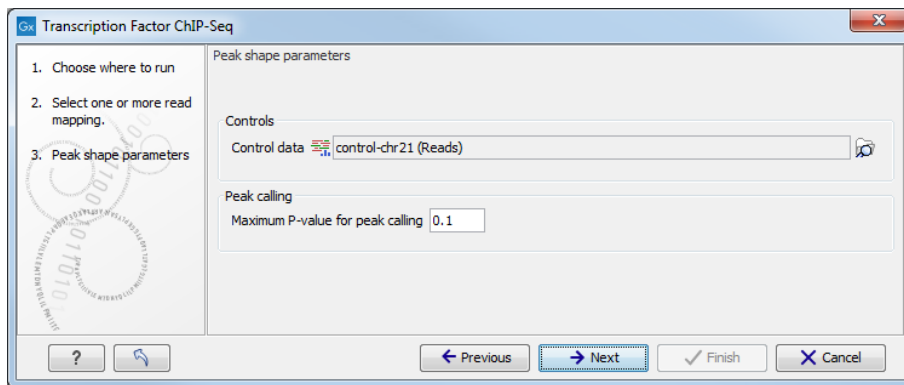 Gx Transcription Factor ChIP-Seq
X
1. Choose where to run
2. Select one or more read
mapping.
3. Peak shape parameters
Peak shape parameters
Controls
Control data control-chr21 (Reads)
Peak calling
Maximum P-value for peak calling 0.1
?
Previous
Next
Finish
Cancel